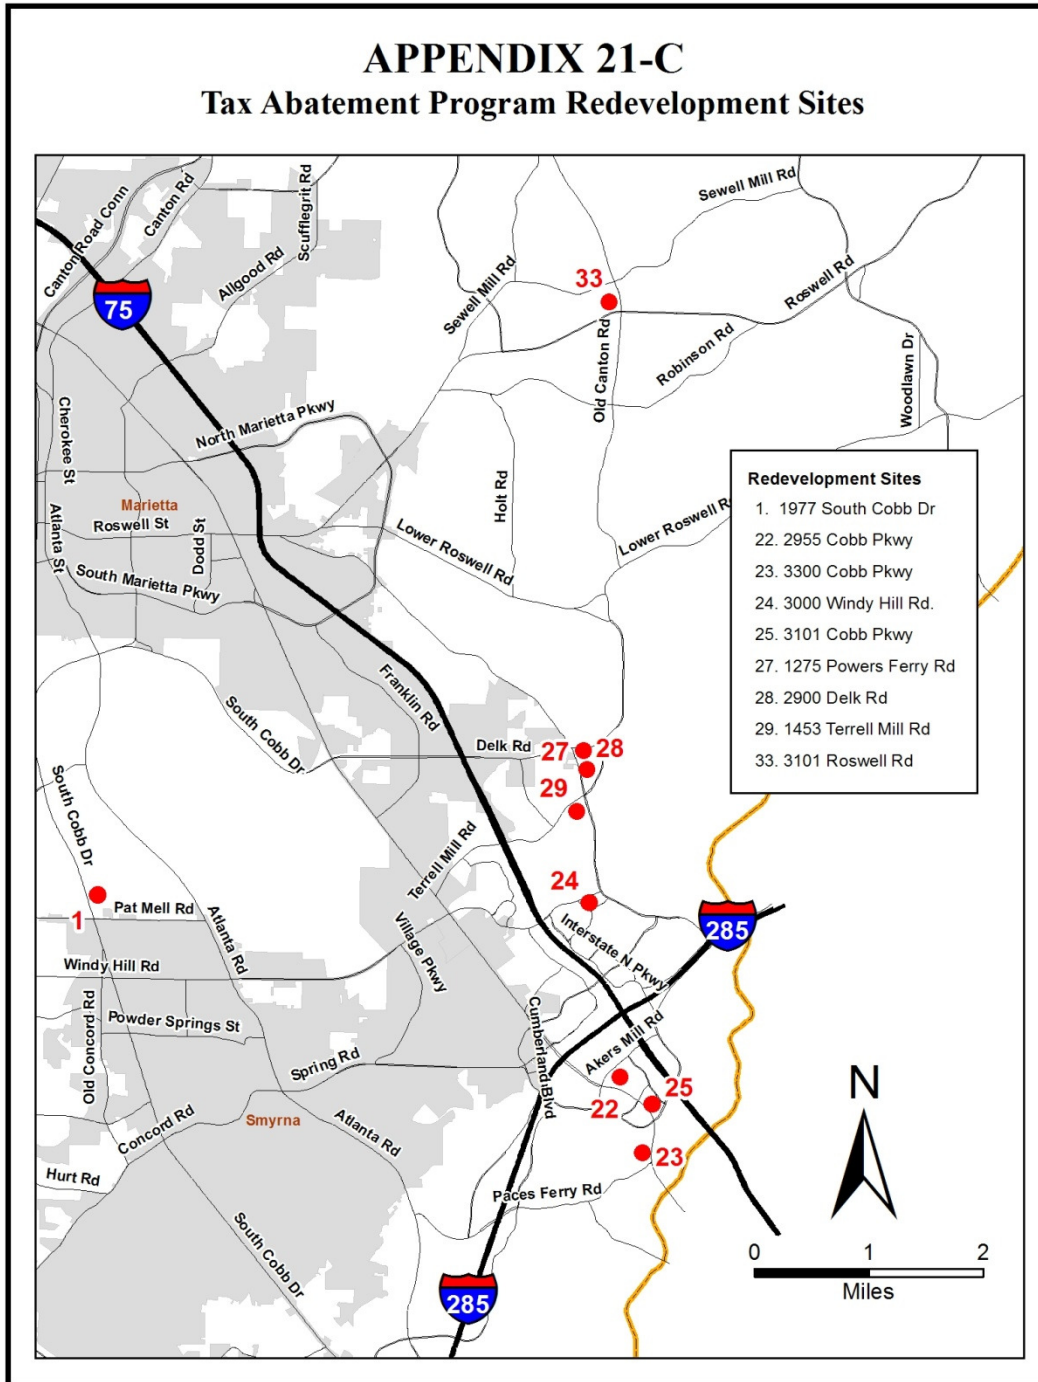 APPENDIX 21-C
Tax Abatement Program Redevelopment Sites
Canton Road Conn
Canton Rd
Scufflegrit Rd
Allgood Rd
Sewell Mill Rd
Sewell Mill Rd
75
33
Roswell Rd
Old Canton Rd
Robinson Rd
Woodlawn Dr
Cherokee St
North Marietta Pkwy
Marietta
Roswell St
Atlanta St
Dodd St
South Marietta Pkwy
Holt Rd
Lower Roswell Rd
Lower Roswell Rd
Redevelopment Sites
1. 1977 South Cobb Dr
22. 2955 Cobb Pkwy
23. 3300 Cobb Pkwy
24. 3000 Windy Hill Rd.
25. 3101 Cobb Pkwy
27. 1275 Powers Ferry Rd
28. 2900 Delk Rd
29. 1453 Terrell Mill Rd
33. 3101 Roswell Rd
Franklin Rd
South Cobb Dr
Delk Rd
27
28
29
South Cobb Dr
Terrell Mill Rd
24
1
Pat Mell Rd
Atlanta Rd
Village Pkwy
Interstate N Pkwy
285
Windy Hill Rd
Old Concord Rd
Powder Springs St
Cumberland Blvd
Akers Mill Rd
Spring Rd
22
25
Concord Rd
Smyrna
Atlanta Rd
23
Hurt Rd
Paces Ferry Rd
South Cobb Dr
285
N
0 1 2
Miles